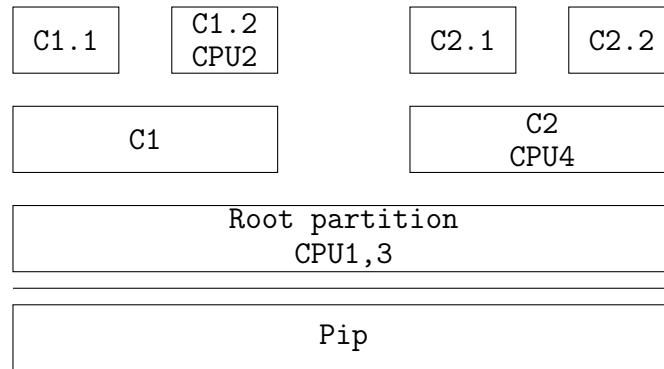 C1.1
C1.2
CPU2
C2.1
C2.2
C1
C2
CPU4
Root partition
CPU1,3
Pip